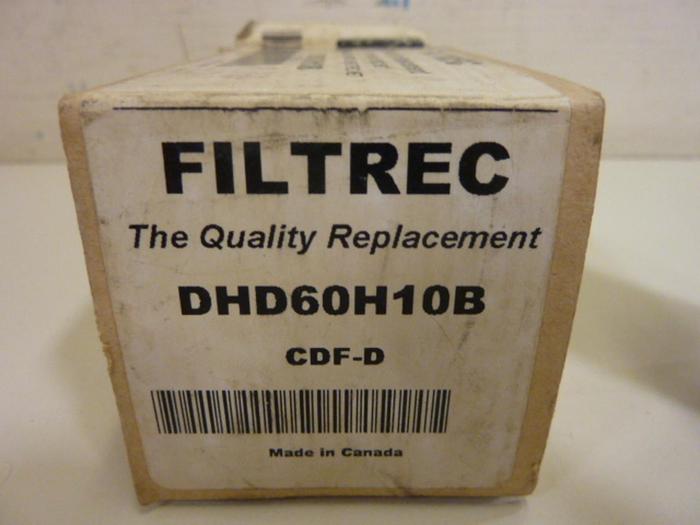 FILTREC
The Quality Replacement
DHD60H10B
CDF-D
Made in Canada